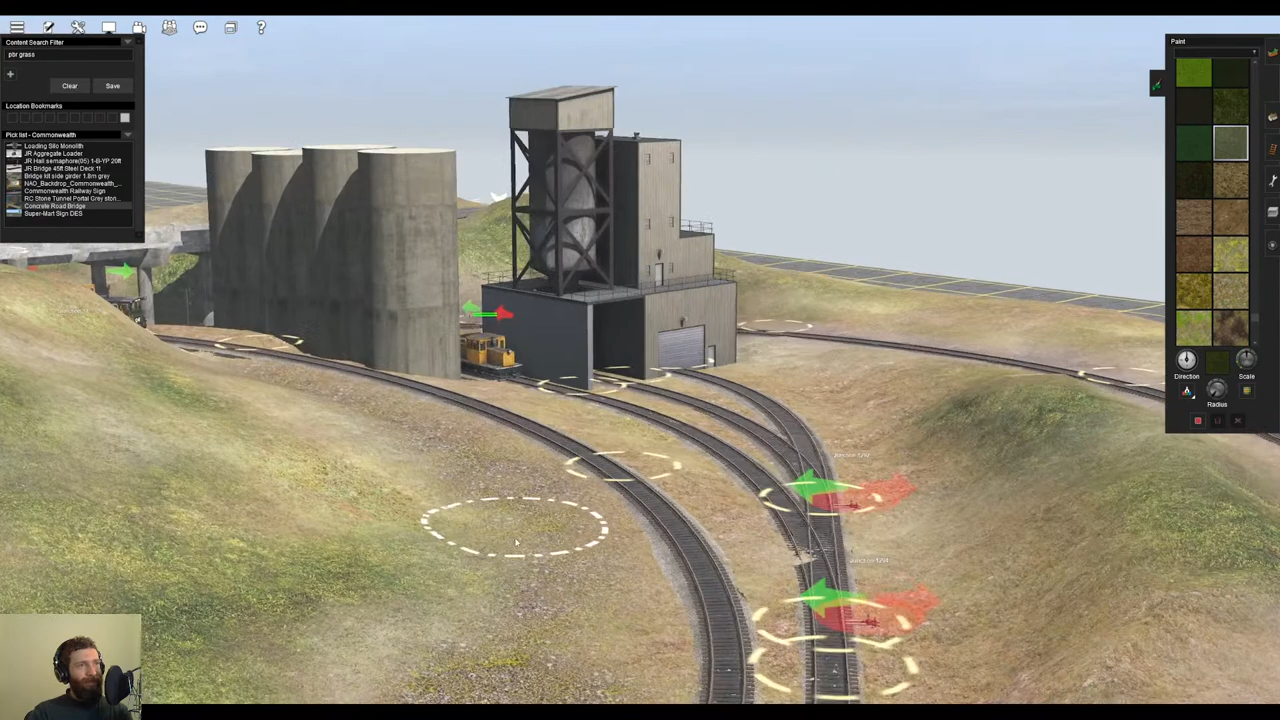 Content Search Filter
pbr grass
Clear
Save
Location Bookmarks
Pick list - Commonwealth
Loading Silo Monolith
JR Aggregate Loader
JR Hall semaphore(05) 1-B-YP 20ft
JR Bridge 45ft Steel Deck 1t
Bridge kit side girder 1.8m grey
NAO_Backdrop_Commonwealth_...
Commonwealth Railway Sign
RC Stone Tunnel Portal Grey ston...
Concrete Road Bridge
Super-Mart Sign DES
Paint
Direction
Scale
Radius